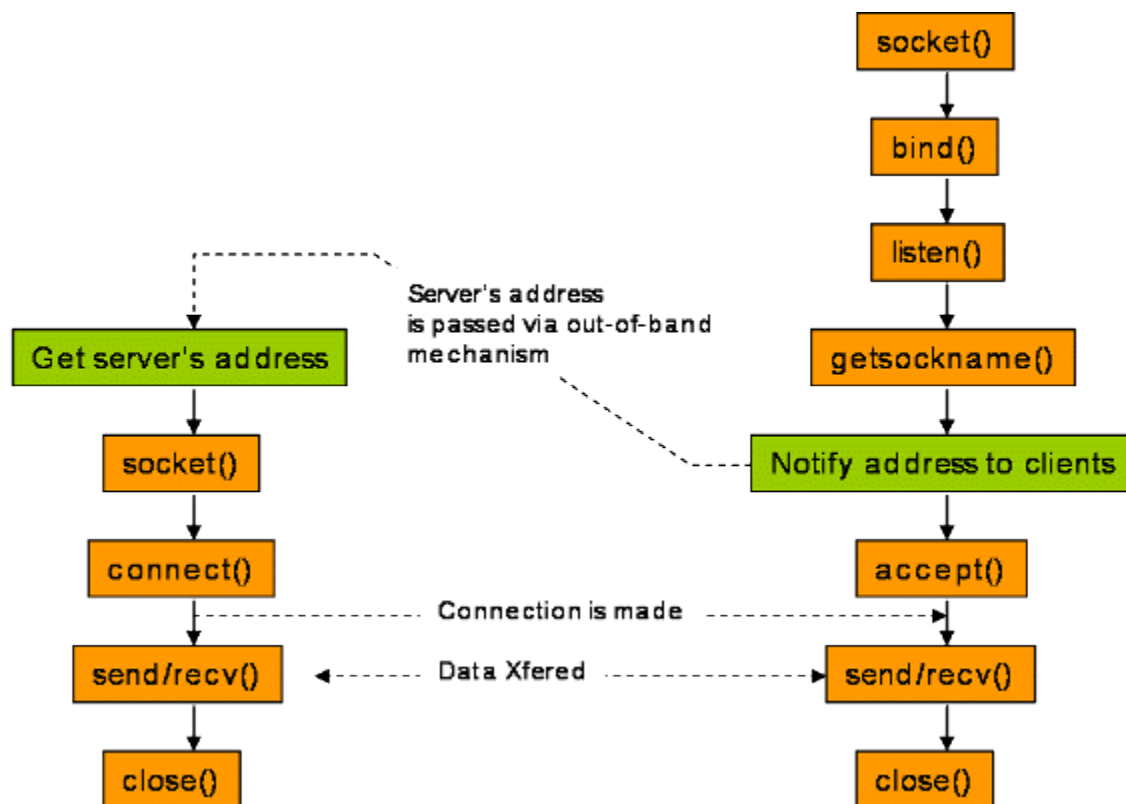 socket()
bind()
listen()
Server's address
is passed via out-of-band
mechanism
Get server's address
getsockname()
socket()
Notify address to clients
connect()
accept()
Connection is made
send/recv()
Data Xfered
send/recv()
close()
close()